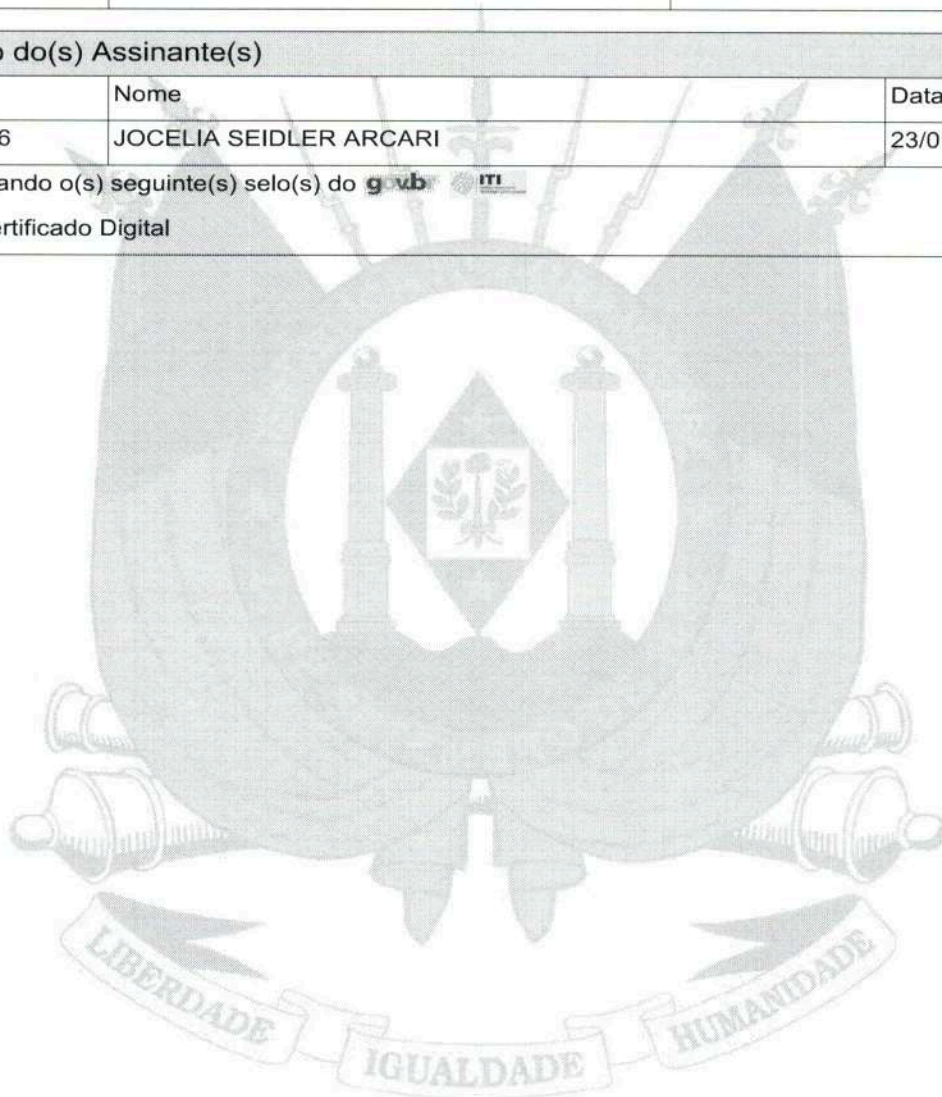 o do(s) Assinante(s)
Nome Data
6 JOCELIA SEIDLER ARCARI 23/0
ando o(s) seguinte(s) selo(s) do gov.br ITI
ertificado Digital
LIBERDADE IGUALDADE HUMANIDADE